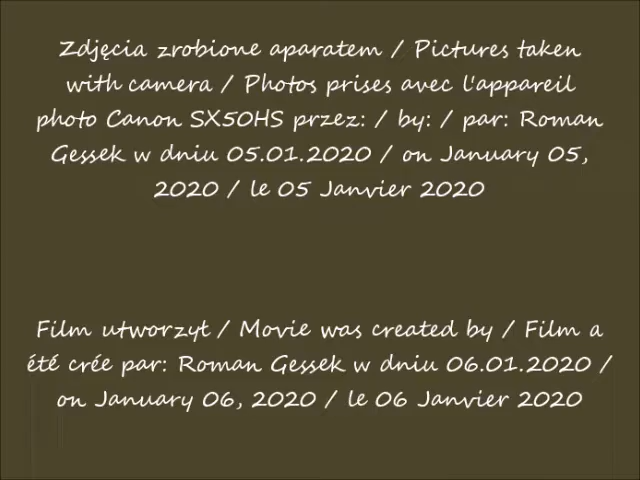 Zdjęcia zrobione aparatem / Pictures taken
with camera / Photos prises avec l'appareil
photo Canon SX50HS przez: / by: / par: Roman
Gessek w dniu 05.01.2020 / on January 05,
2020 / le 05 Janvier 2020
Film utworzył / Movie was created by / Film a
été crée par: Roman Gessek w dniu 06.01.2020 /
on January 06, 2020 / le 06 Janvier 2020